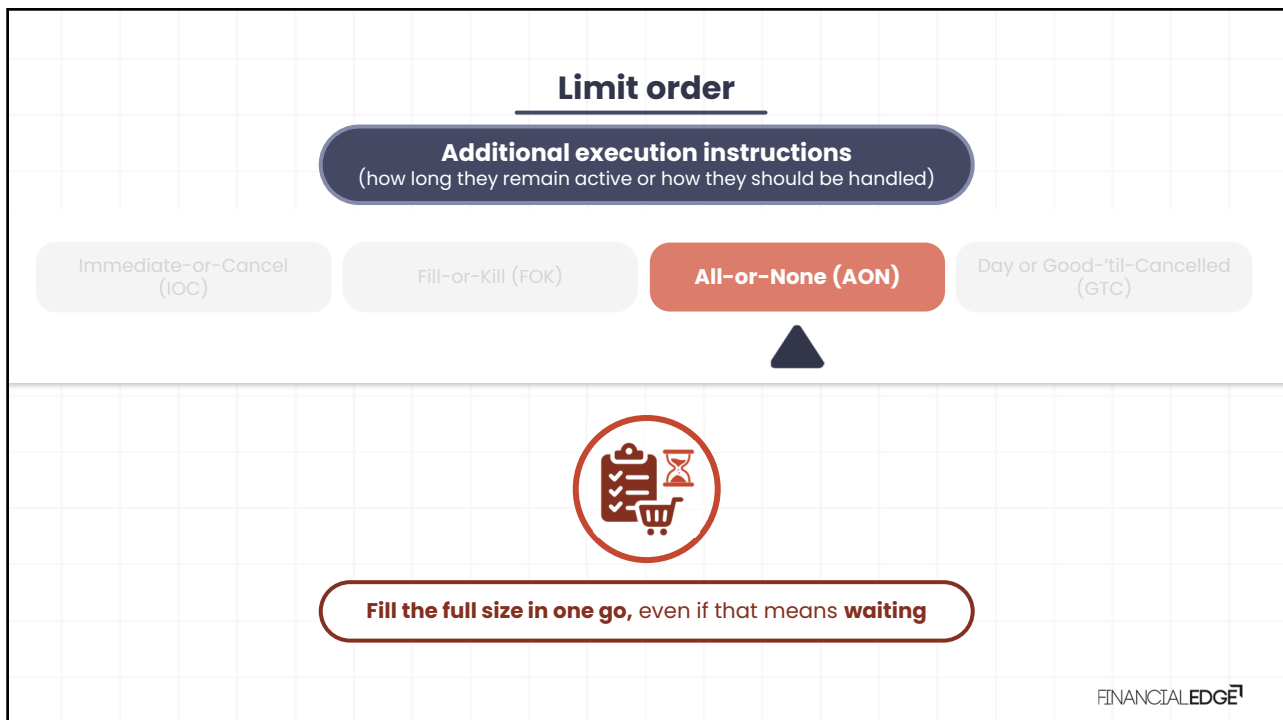 Limit order
Additional execution instructions
(how long they remain active or how they should be handled)
Immediate-or-Cancel
(IOC)
Fill-or-Kill (FOK)
All-or-None (AON)
Day or Good-'til-Cancelled
(GTC)
Fill the full size in one go, even if that means waiting
FINANCIALEDGE